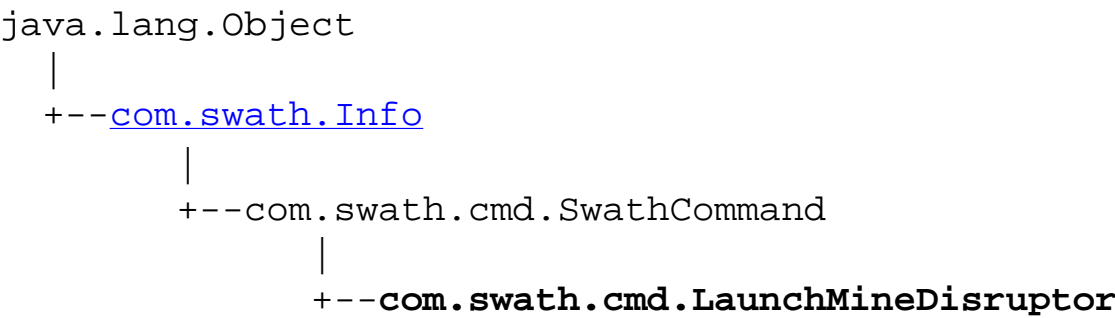 java.lang.Object
|
+--com.swath.Info
|
+--com.swath.cmd.SwathCommand
|
+--com.swath.cmd.LaunchMineDisruptor